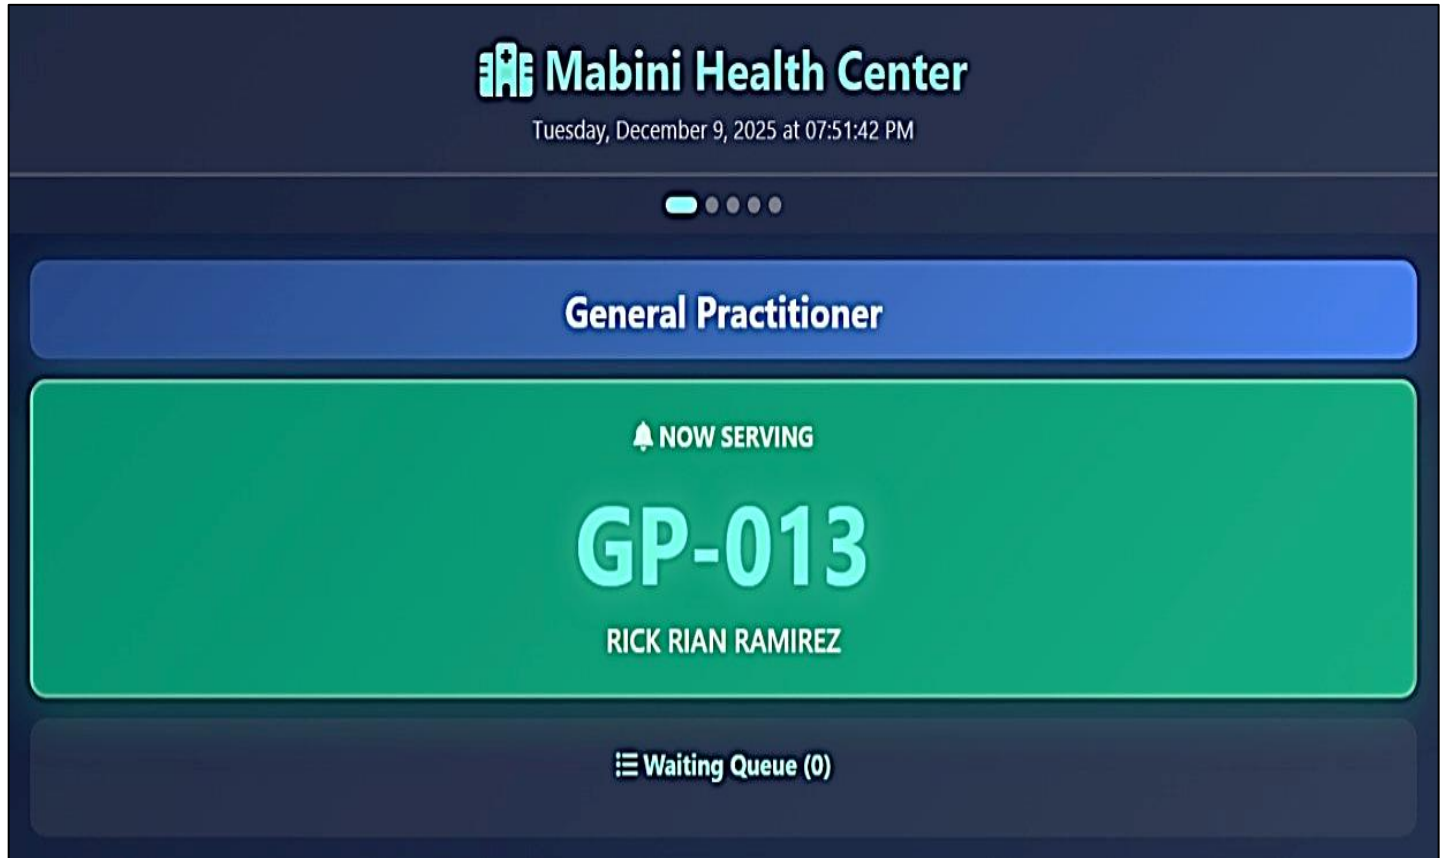 Mabini Health Center
Tuesday, December 9, 2025 at 07:51:42 PM
General Practitioner
NOW SERVING
GP-013
RICK RIAN RAMIREZ
Waiting Queue (0)